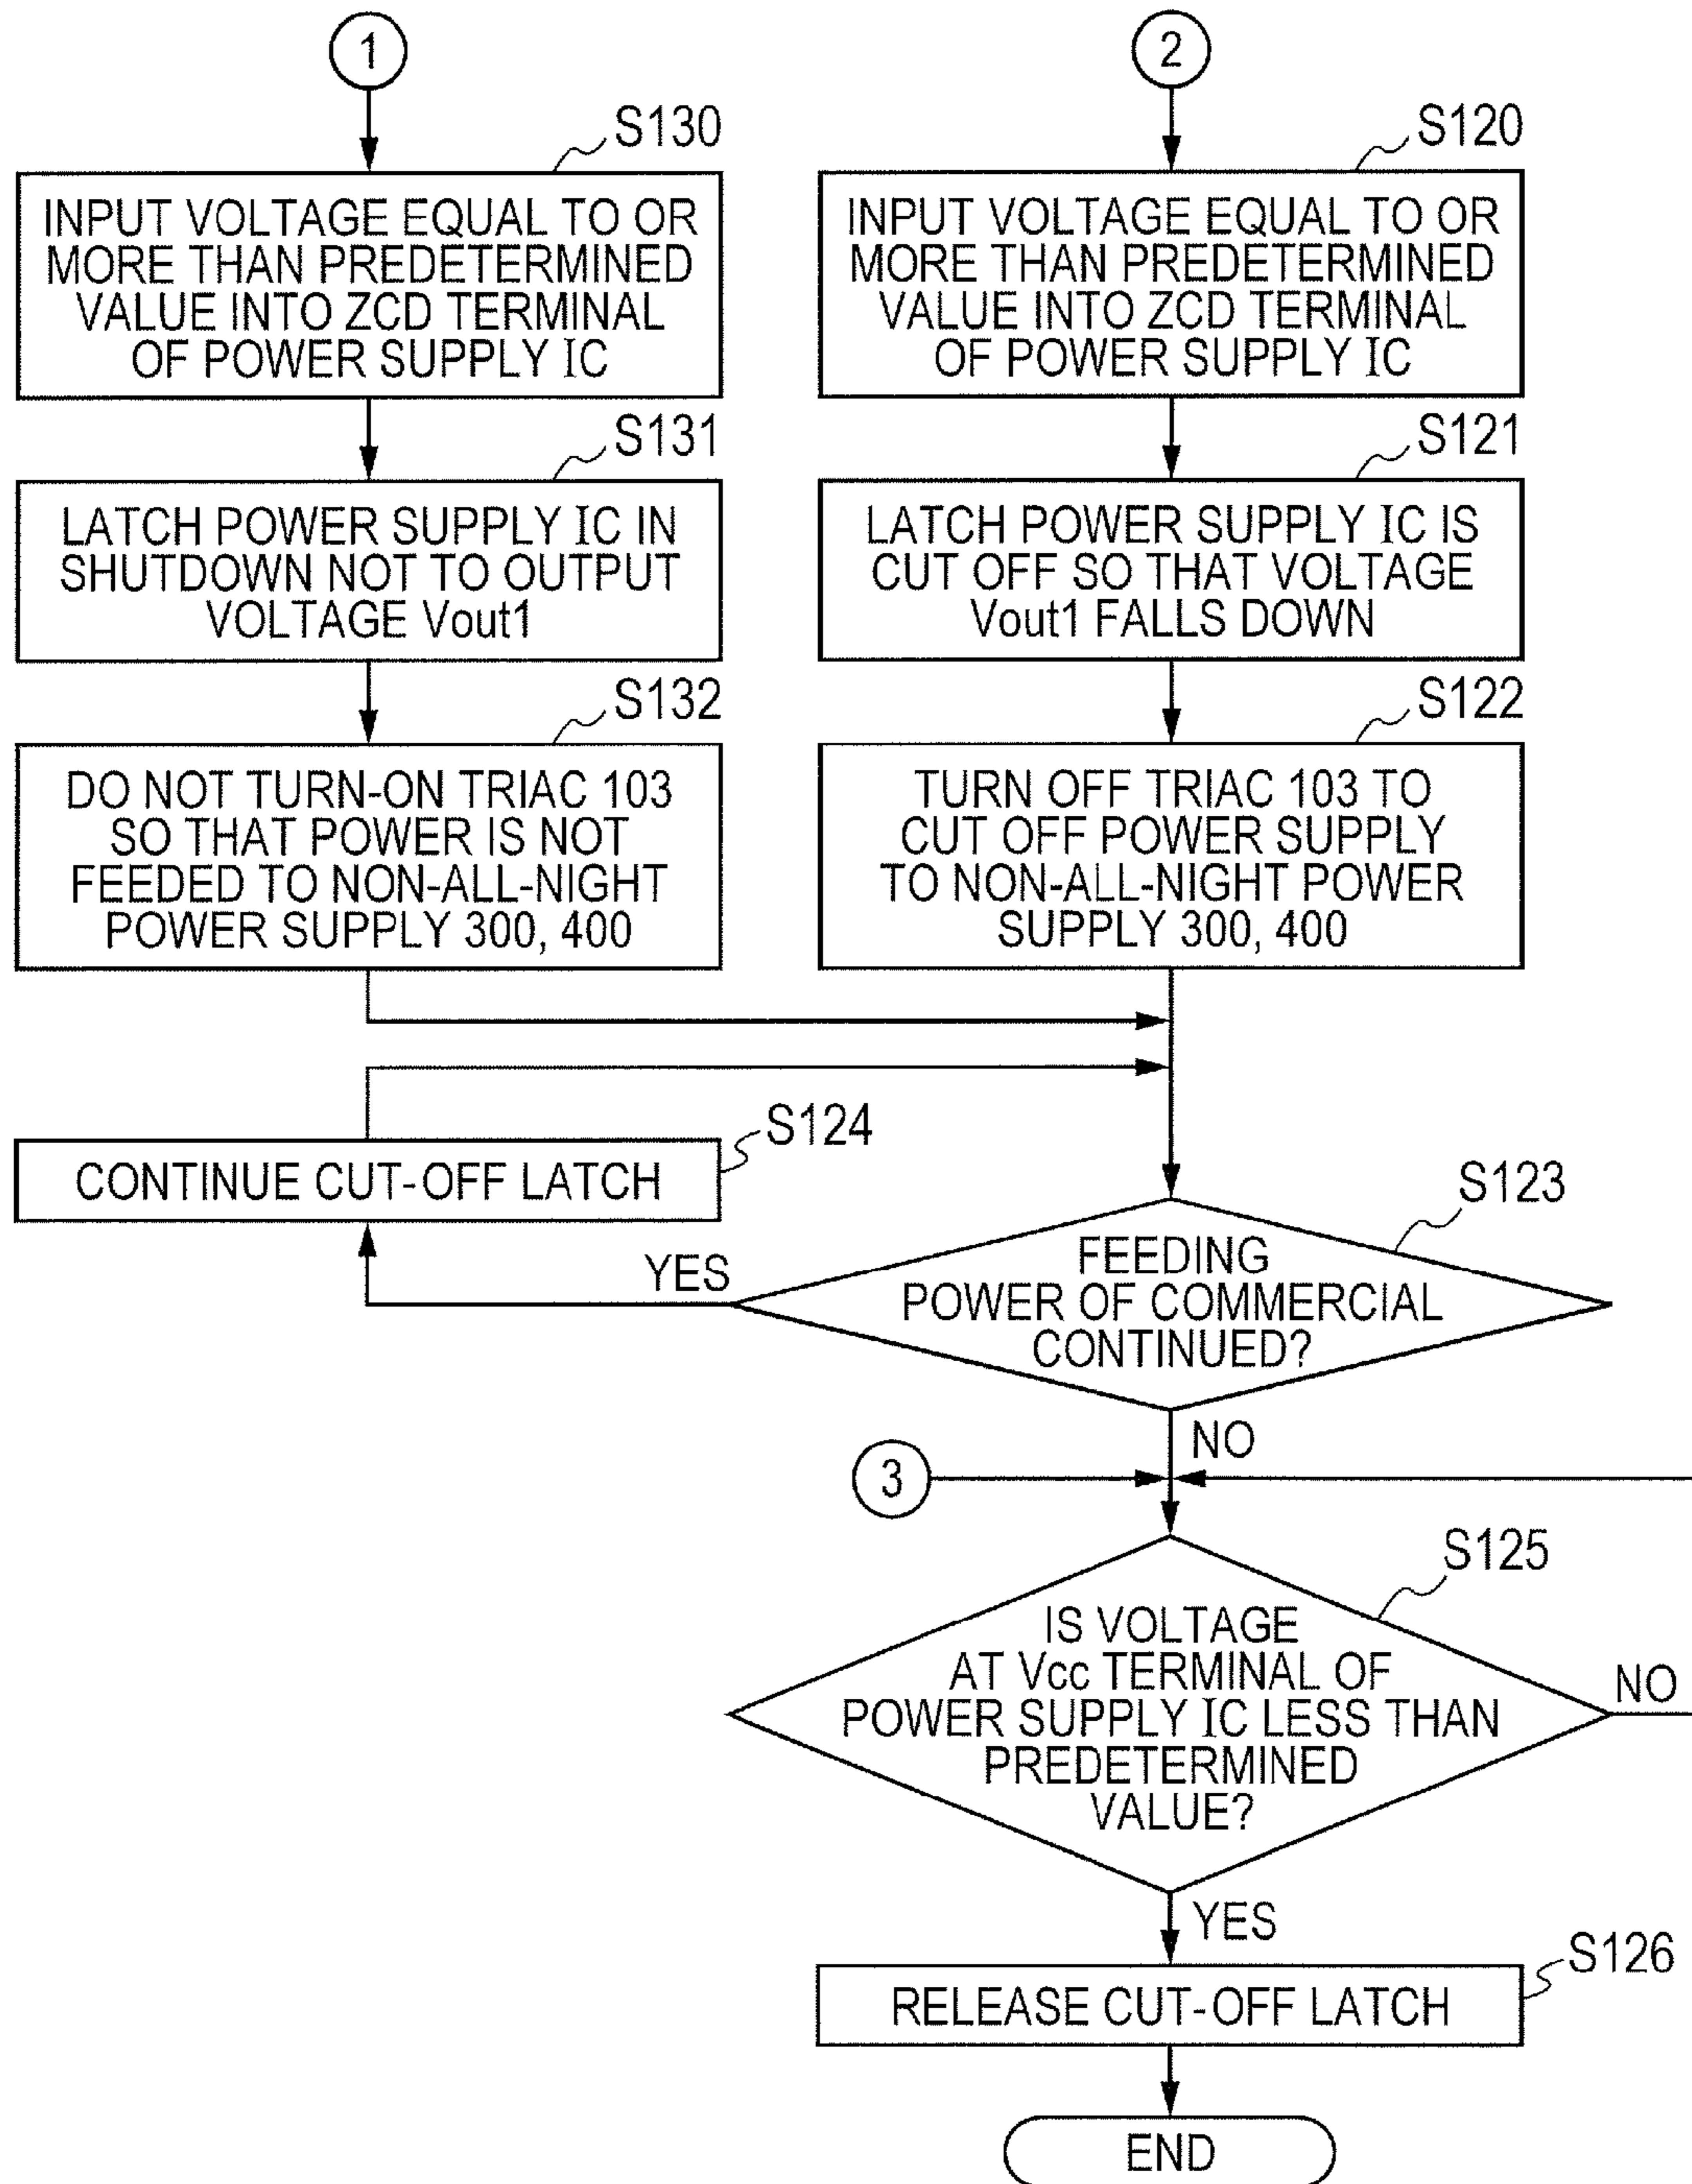 1
2
S130
S120
INPUT VOLTAGE EQUAL TO OR
MORE THAN PREDETERMINED
VALUE INTO ZCD TERMINAL
OF POWER SUPPLY IC
INPUT VOLTAGE EQUAL TO OR
MORE THAN PREDETERMINED
VALUE INTO ZCD TERMINAL
OF POWER SUPPLY IC
S131
S121
LATCH POWER SUPPLY IC IN
SHUTDOWN NOT TO OUTPUT
VOLTAGE Vout1
LATCH POWER SUPPLY IC IS
CUT OFF SO THAT VOLTAGE
Vout1 FALLS DOWN
S132
S122
DO NOT TURN-ON TRIAC 103
SO THAT POWER IS NOT
FEEDED TO NON-ALL-NIGHT
POWER SUPPLY 300, 400
TURN OFF TRIAC 103 TO
CUT OFF POWER SUPPLY
TO NON-ALL-NIGHT POWER
SUPPLY 300, 400
S124
CONTINUE CUT-OFF LATCH
S123
YES
FEEDING
POWER OF COMMERCIAL
CONTINUED?
NO
3
S125
IS VOLTAGE
AT Vcc TERMINAL OF
POWER SUPPLY IC LESS THAN
PREDETERMINED
VALUE?
NO
YES
S126
RELEASE CUT-OFF LATCH
END